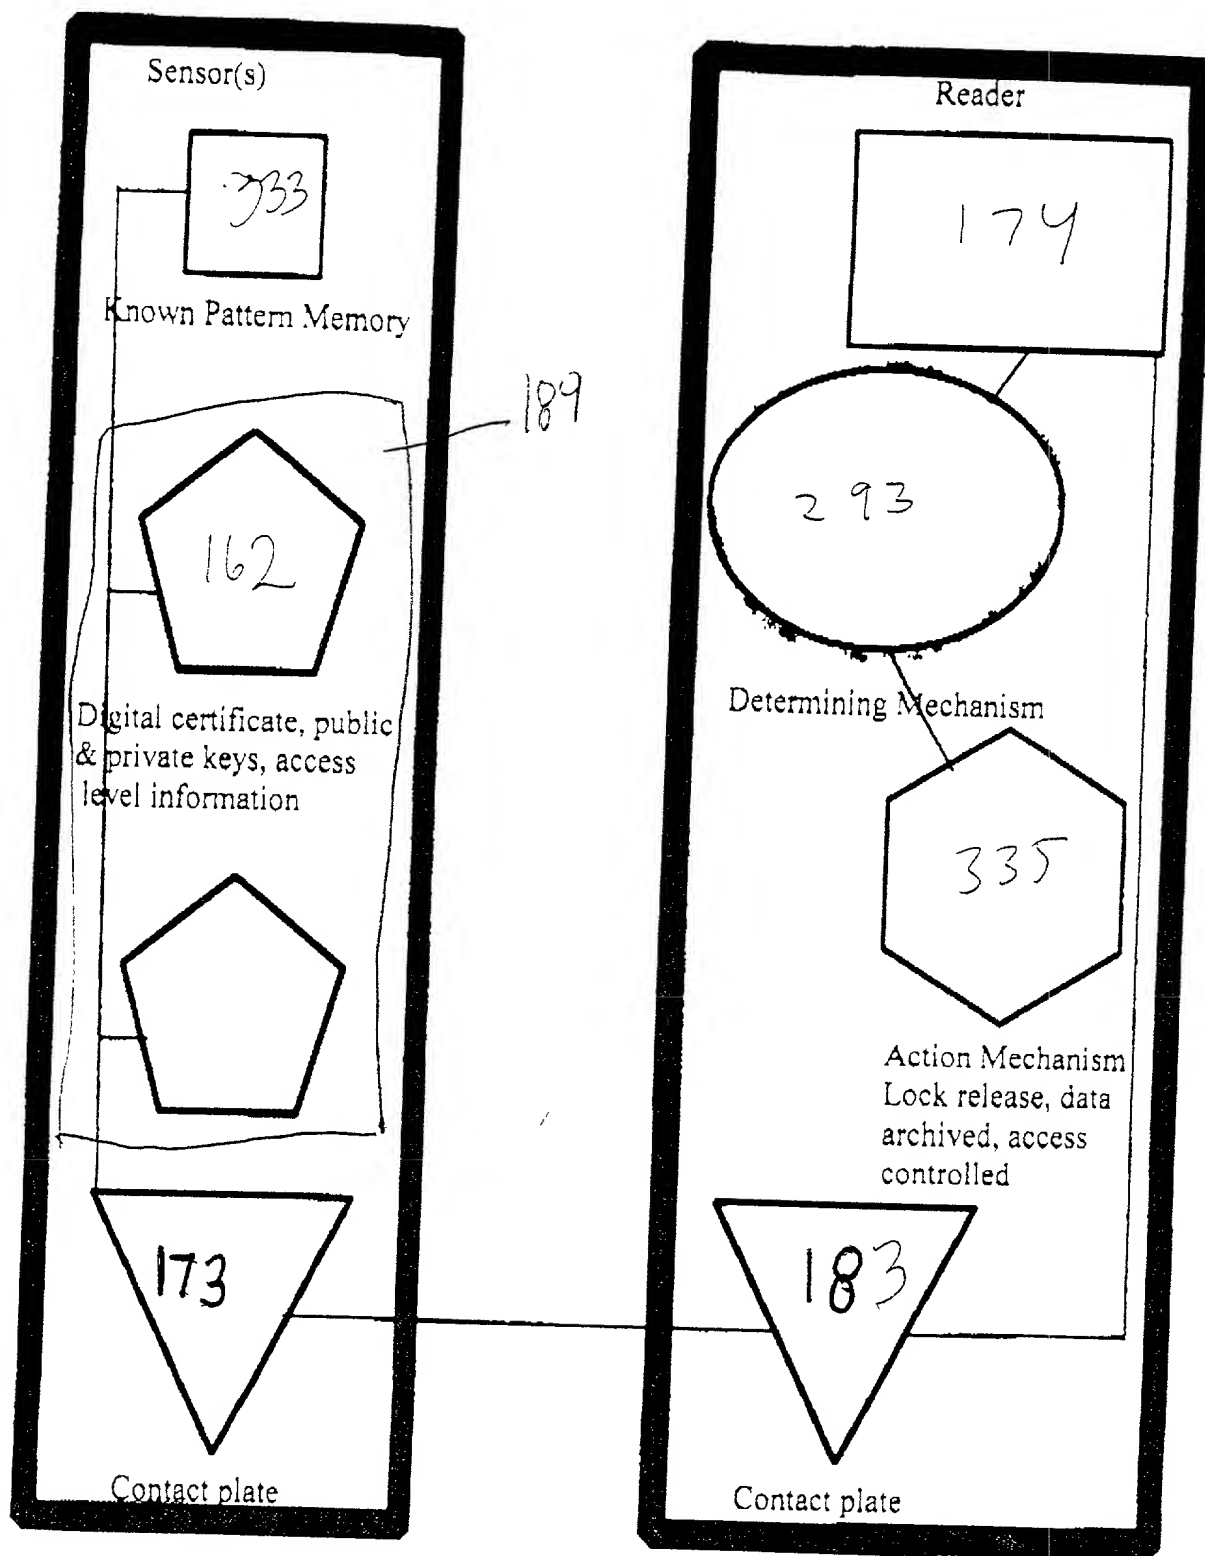 Sensor(s)
333
Known Pattern Memory
189
162
Digital certificate, public
& private keys, access
level information
173
Contact plate
Reader
174
293
Determining Mechanism
335
Action Mechanism
Lock release, data
archived, access
controlled
183
Contact plate